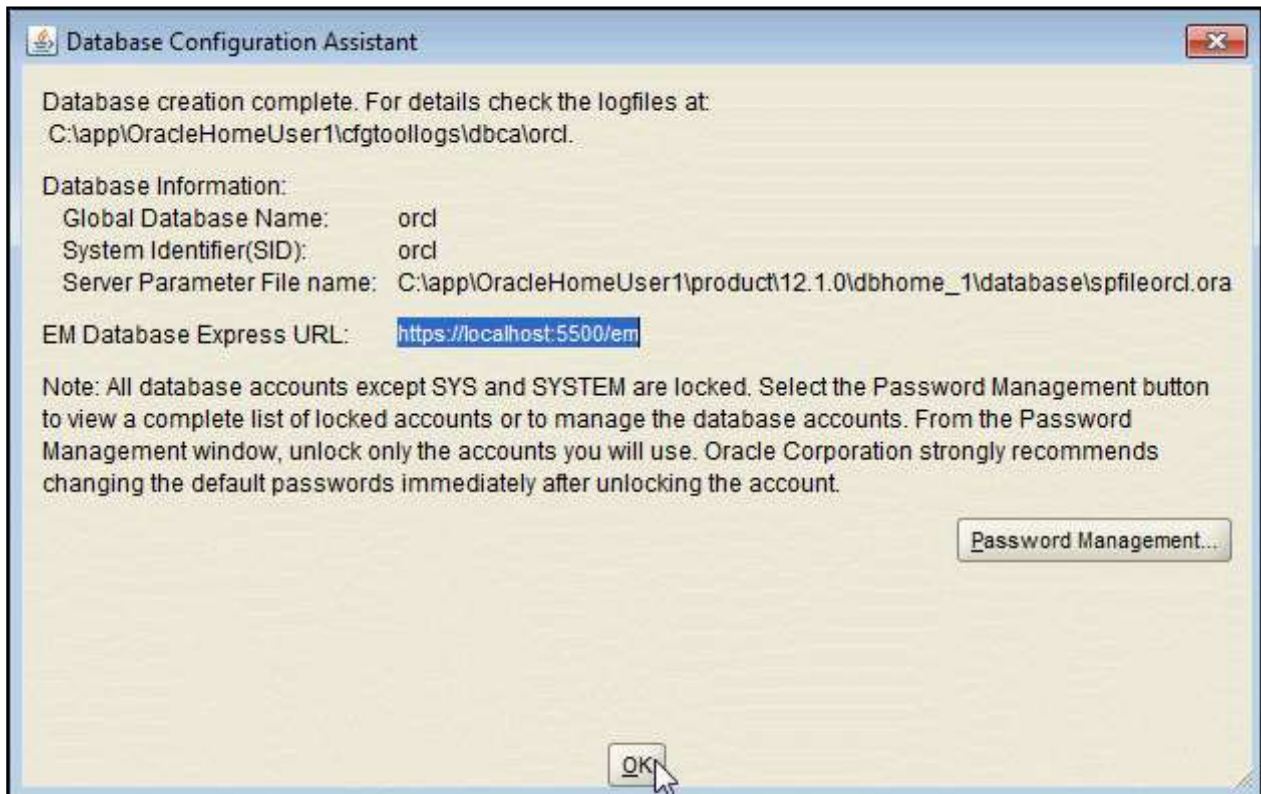 Database Configuration Assistant
Database creation complete. For details check the logfiles at:
C:\app\OracleHomeUser1\cfgtoollogs\dbca\orcl.
Database Information:
Global Database Name: orcl
System Identifier(SID): orcl
Server Parameter File name: C:\app\OracleHomeUser1\product\12.1.0\dbhome_1\database\spfileorcl.ora
EM Database Express URL: https://localhost:5500/em
Note: All database accounts except SYS and SYSTEM are locked. Select the Password Management button
to view a complete list of locked accounts or to manage the database accounts. From the Password
Management window, unlock only the accounts you will use. Oracle Corporation strongly recommends
changing the default passwords immediately after unlocking the account.
Password Management...
OK